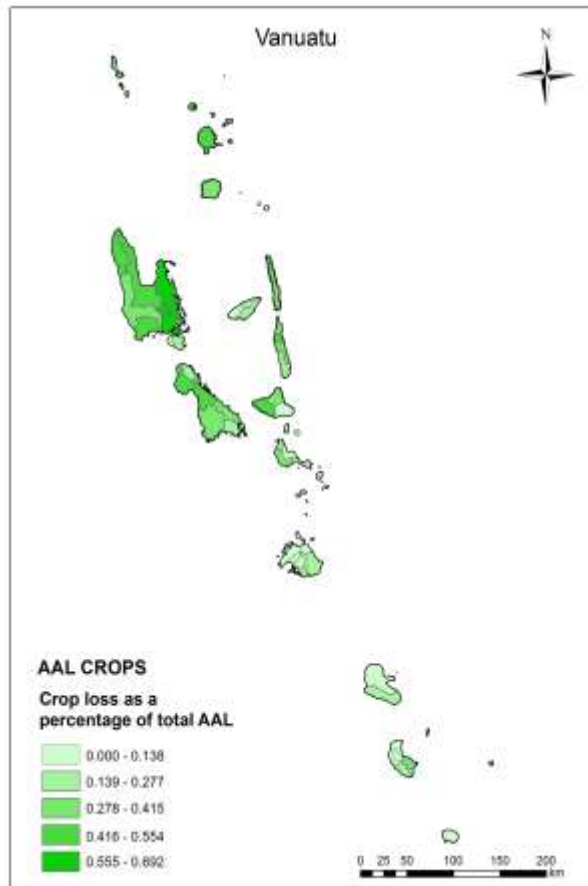 Vanuatu
N
AAL CROPS
Crop loss as a
percentage of total AAL
0.000 - 0.138
0.139 - 0.277
0.278 - 0.415
0.416 - 0.554
0.555 - 0.692
0 25 50 100 150 200
km